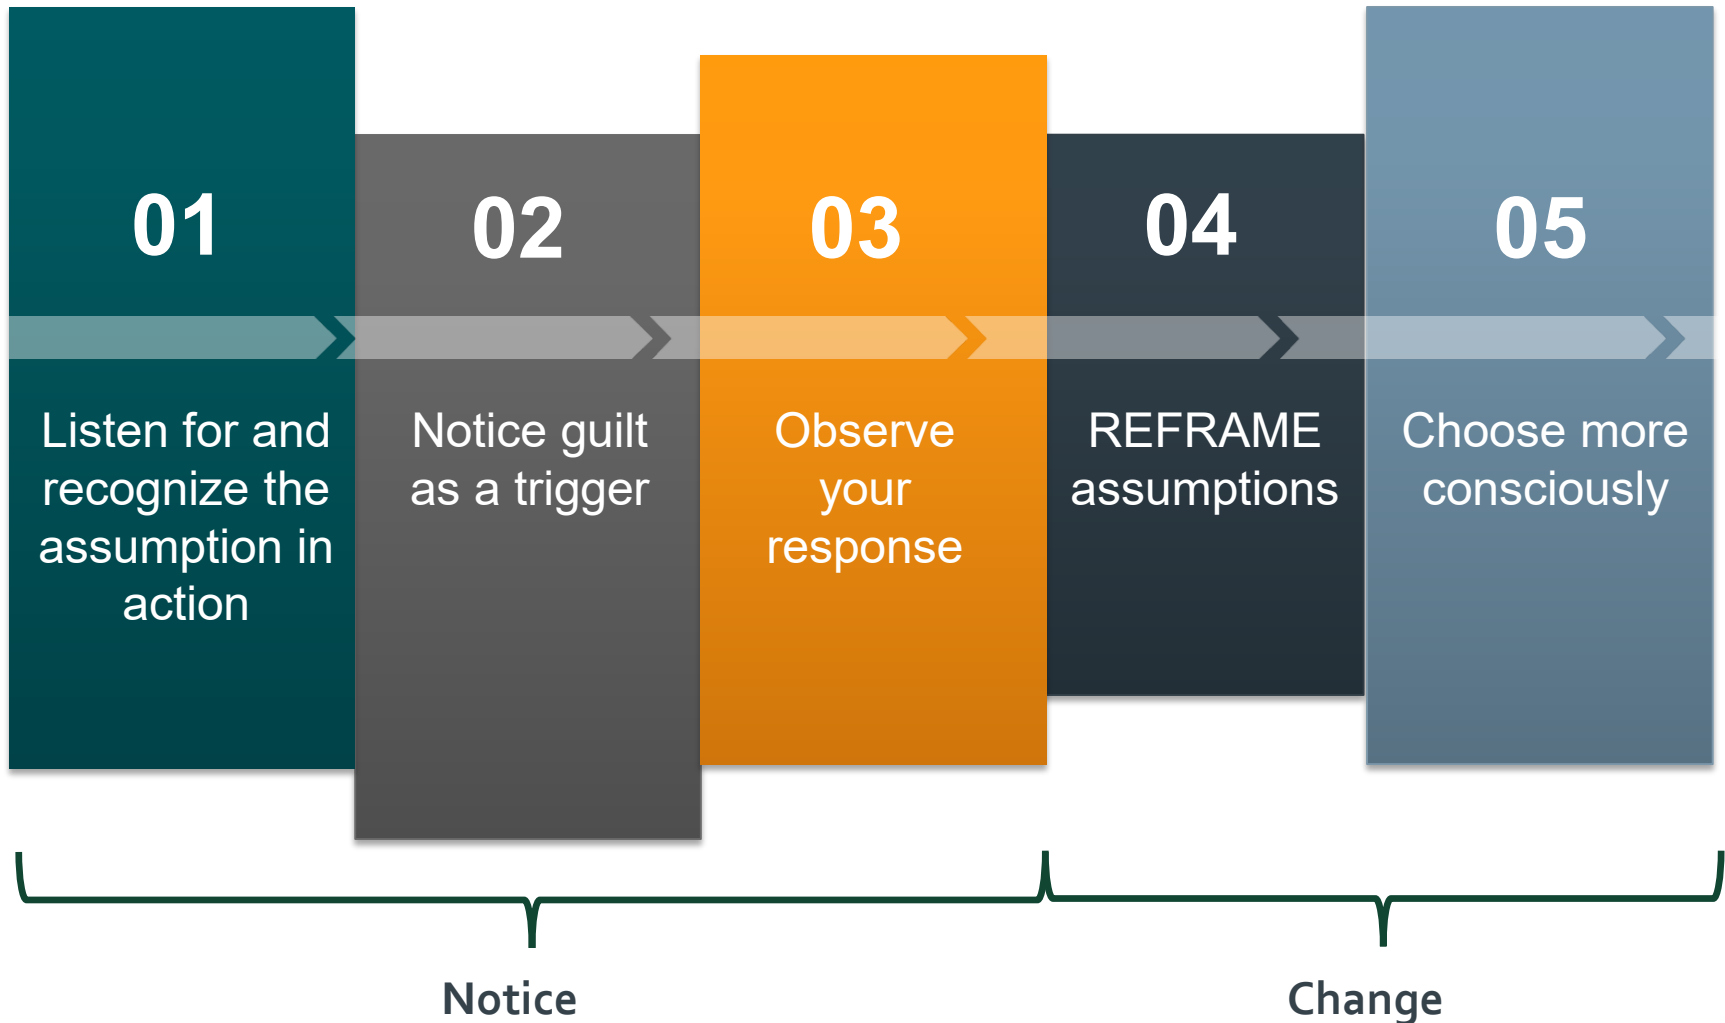 01
Listen for and
recognize the
assumption in
action
02
Notice guilt
as a trigger
03
Observe
your
response
04
REFRAME
assumptions
05
Choose more
consciously
Notice
Change